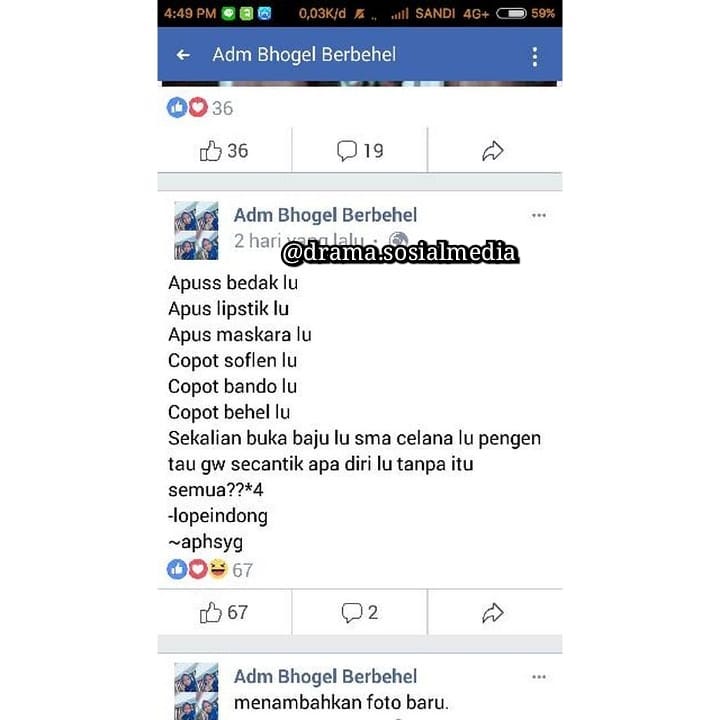 4:49 PM 0,03K/d .. SANDI 4G+ 59%
Adm Bhogel Berbehel
36
36 19
Adm Bhogel Berbehel
2 hari yang lalu ·
@drama.sosialmedia
Apuss bedak lu
Apus lipstik lu
Apus maskara lu
Copot soflen lu
Copot bando lu
Copot behel lu
Sekalian buka baju lu sma celana lu pengen
tau gw secantik apa diri lu tanpa itu
semua??*4
-lopeindong
~aphsyg
67
67 2
Adm Bhogel Berbehel
menambahkan foto baru.